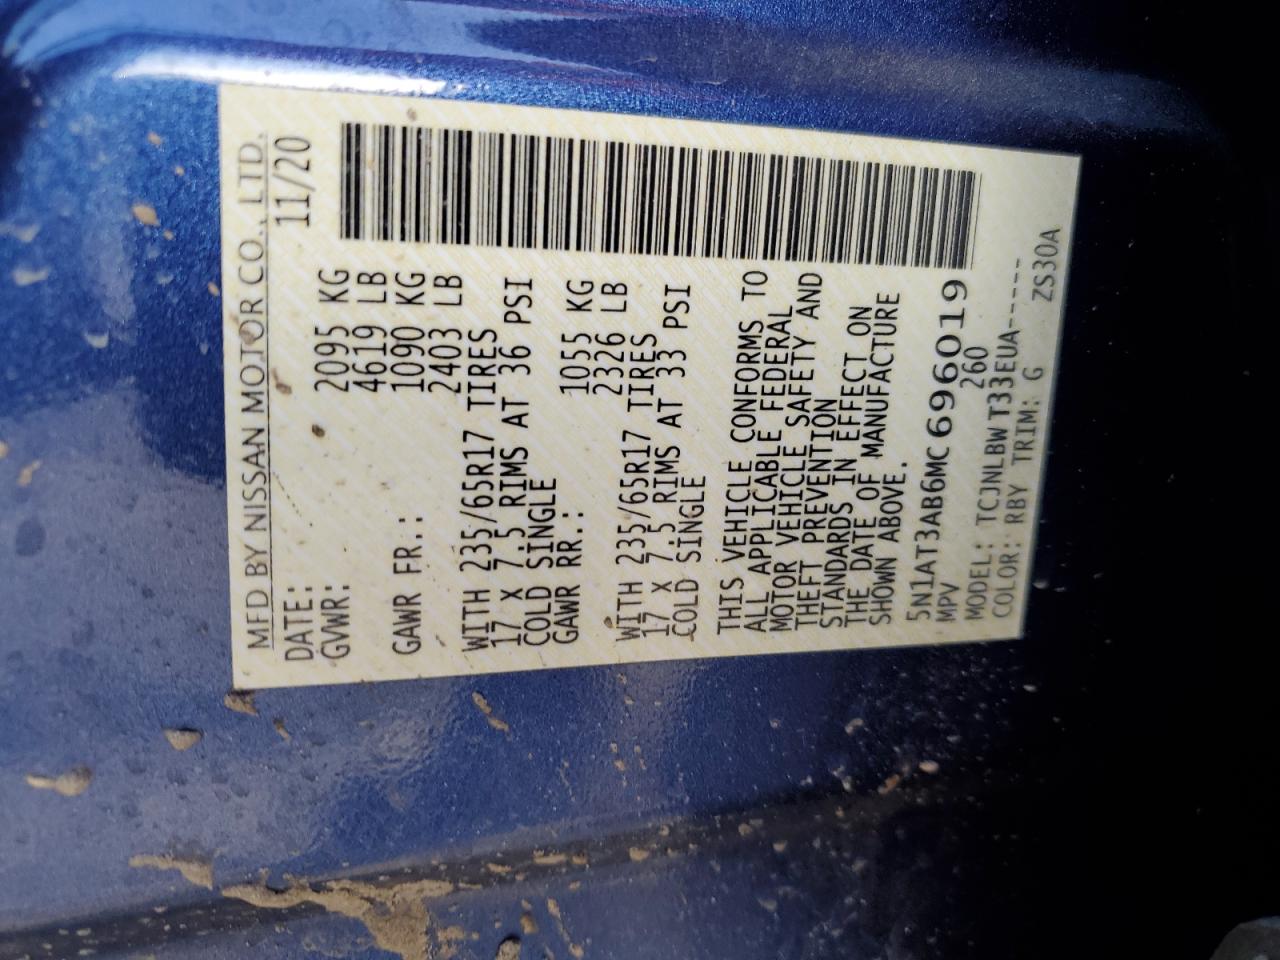 MFD BY NISSAN MOTOR CO., LTD.
DATE: 11/20
GVWR: 2095 KG
4619 LB
GAWR FR.: 1090 KG
2403 LB
WITH 235/65R17 TIRES
17 X 7.5 RIMS AT 36 PSI
COLD SINGLE
GAWR RR.: 1055 KG
2326 LB
WITH 235/65R17 TIRES
17 X 7.5 RIMS AT 33 PSI
COLD SINGLE
THIS VEHICLE CONFORMS TO
ALL APPLICABLE FEDERAL
MOTOR VEHICLE SAFETY AND
THEFT PREVENTION
STANDARDS IN EFFECT ON
THE DATE OF MANUFACTURE
SHOWN ABOVE.
5N1AT3AB6MC696019
MPV 260
MODEL: TCJNLBWT33EUA-----
COLOR: RBY TRIM: G ZS30A